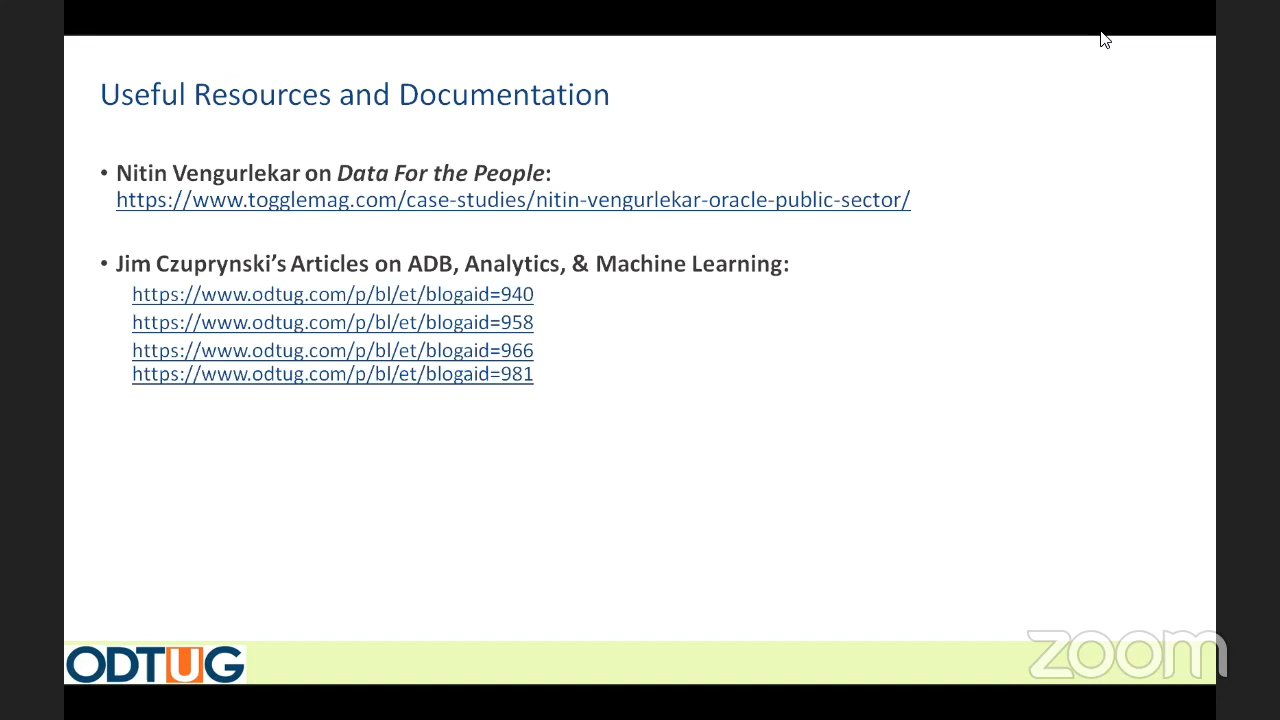 Useful Resources and Documentation
• Nitin Vengurlekar on Data For the People:
https://www.togglemag.com/case-studies/nitin-vengurlekar-oracle-public-sector/
• Jim Czuprynski’s Articles on ADB, Analytics, & Machine Learning:
https://www.odtug.com/p/bl/et/blogaid=940
https://www.odtug.com/p/bl/et/blogaid=958
https://www.odtug.com/p/bl/et/blogaid=966
https://www.odtug.com/p/bl/et/blogaid=981
ODTUG
zoom